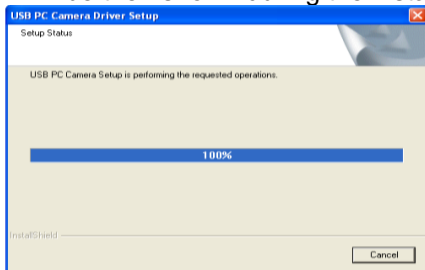 USB PC Camera Driver Setup
Setup Status
USB PC Camera Setup is performing the requested operations.
100%
InstallShield
Cancel